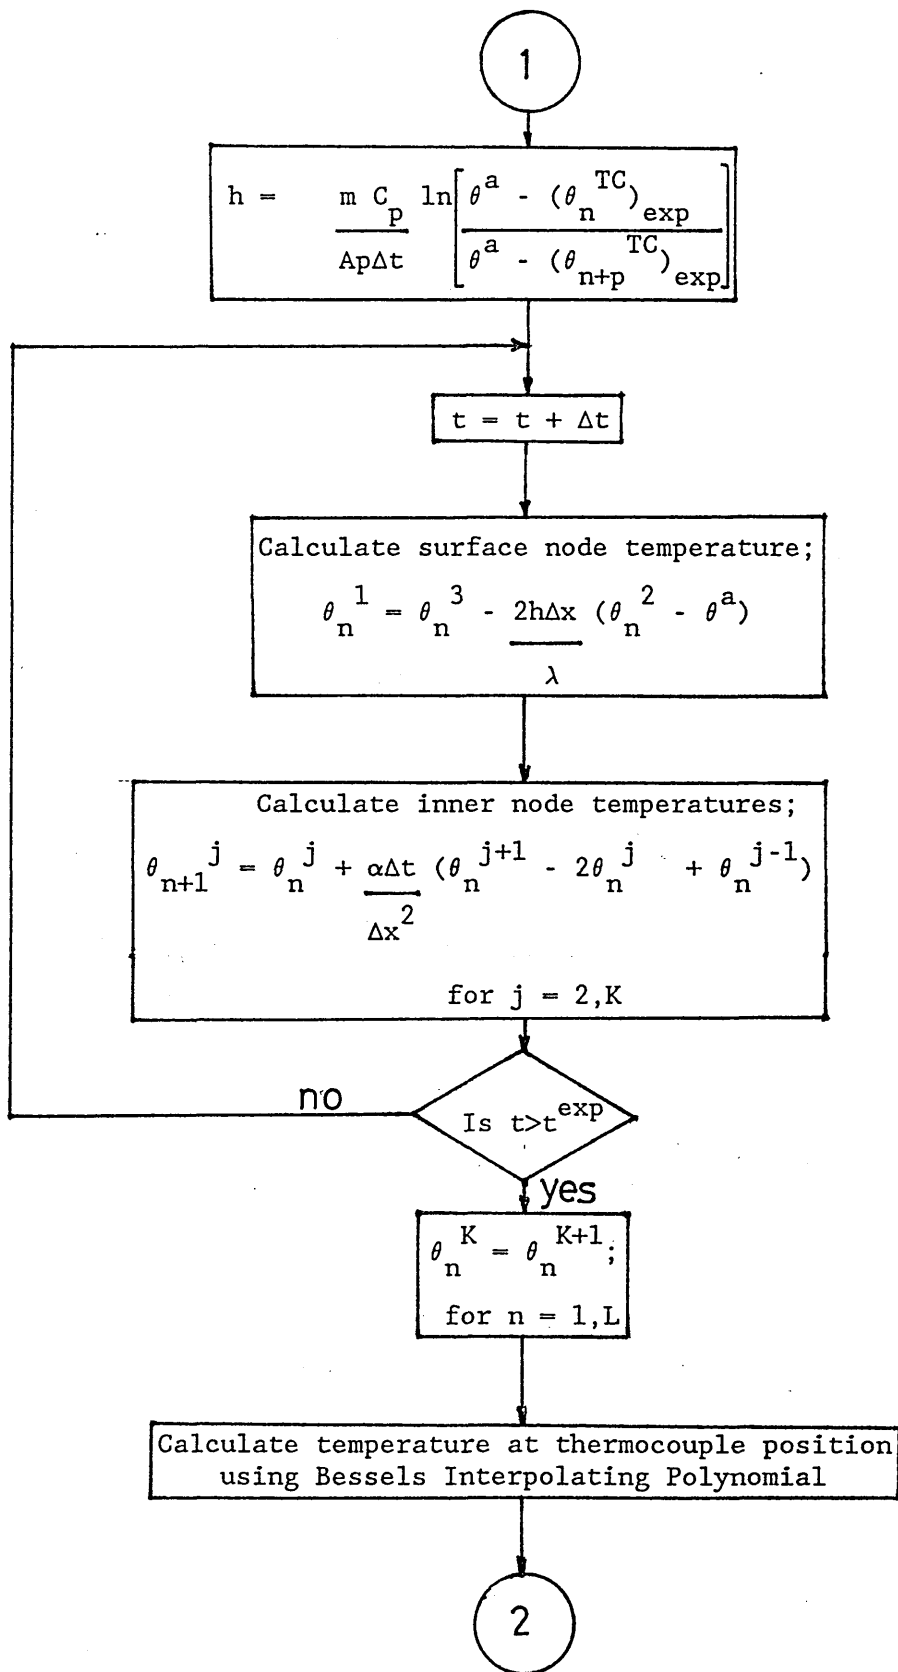 1
h = m C_p / ApΔt ln[ θ^a - (θ_n^TC)_exp / θ^a - (θ_n+p^TC)_exp ]
t = t + Δt
Calculate surface node temperature;
θ_n^1 = θ_n^3 - 2hΔx / λ (θ_n^2 - θ^a)
Calculate inner node temperatures;
θ_n+1^j = θ_n^j + αΔt / Δx^2 (θ_n^j+1 - 2θ_n^j + θ_n^j-1)
for j = 2,K
no
Is t>t^exp
yes
θ_n^K = θ_n^K+1;
for n = 1,L
Calculate temperature at thermocouple position
using Bessels Interpolating Polynomial
2